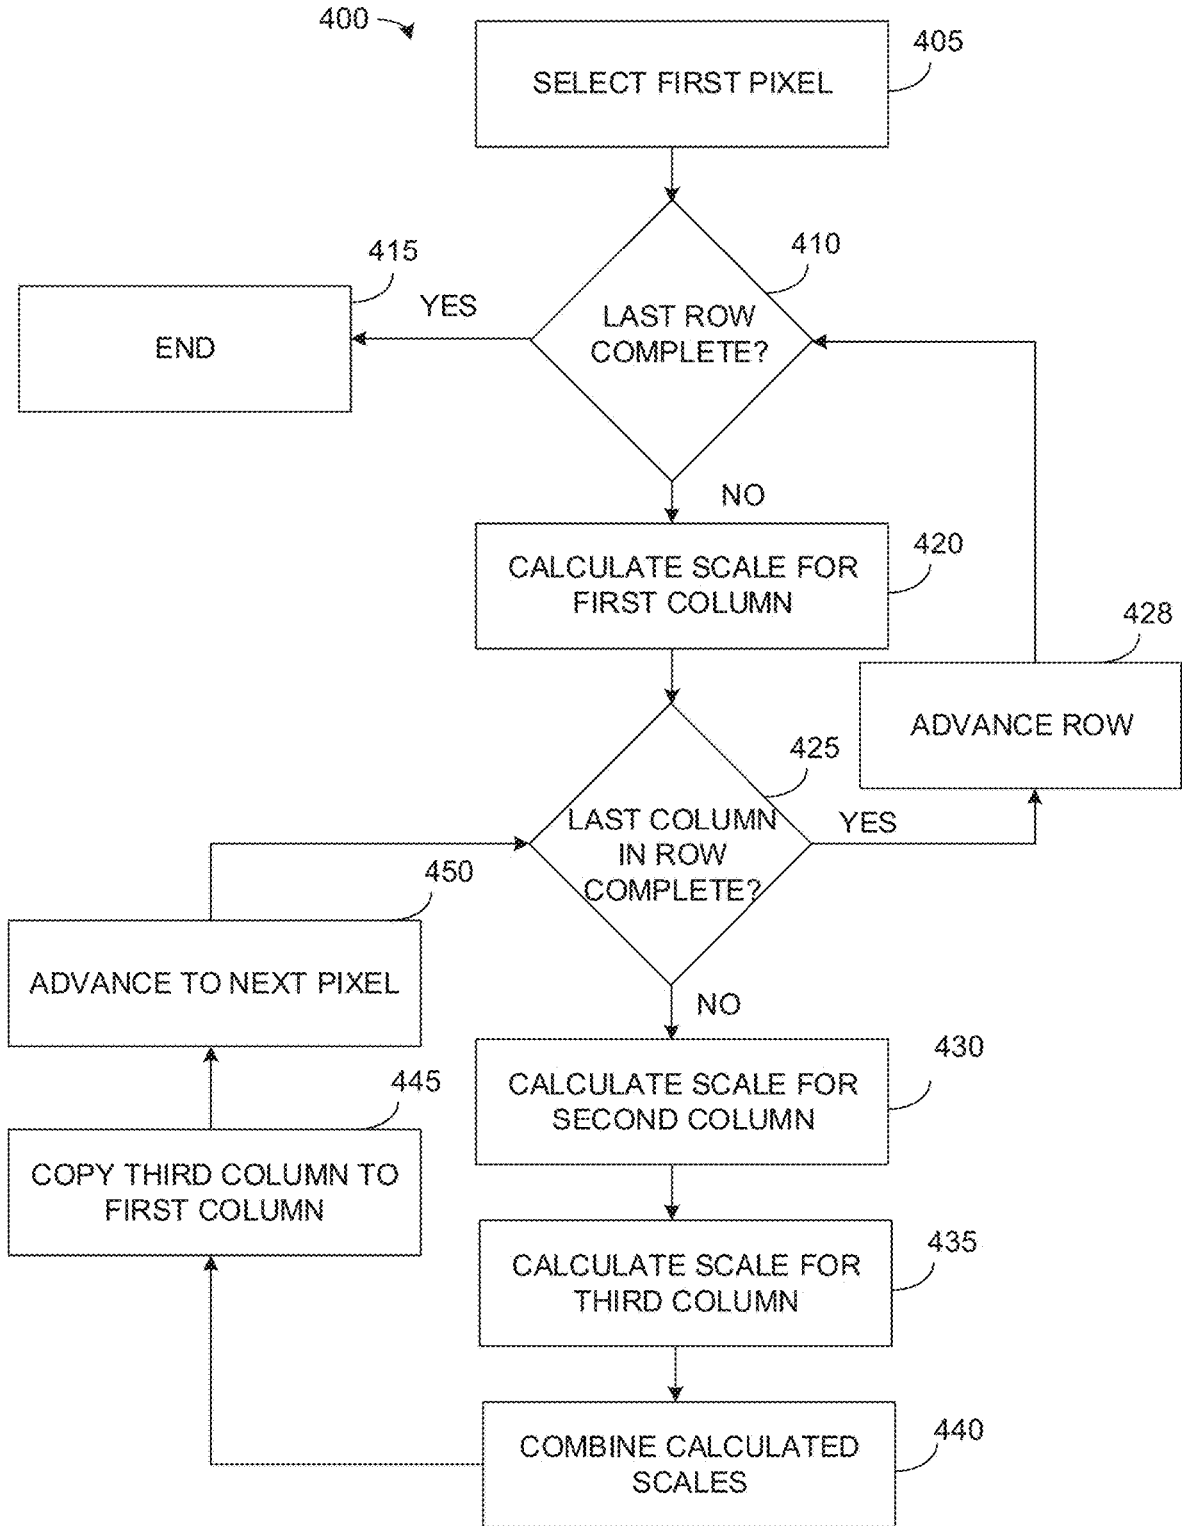 400
405
SELECT FIRST PIXEL
410
LAST ROW
COMPLETE?
415
YES
END
NO
420
CALCULATE SCALE FOR
FIRST COLUMN
428
ADVANCE ROW
425
LAST COLUMN
IN ROW
COMPLETE?
YES
450
ADVANCE TO NEXT PIXEL
NO
430
CALCULATE SCALE FOR
SECOND COLUMN
445
COPY THIRD COLUMN TO
FIRST COLUMN
435
CALCULATE SCALE FOR
THIRD COLUMN
440
COMBINE CALCULATED
SCALES